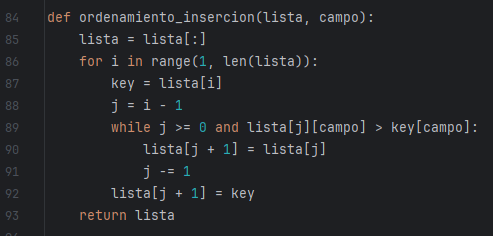 84 def ordenamiento_insercion(lista, campo):
85     lista = lista[:]
86     for i in range(1, len(lista)):
87         key = lista[i]
88         j = i - 1
89         while j >= 0 and lista[j][campo] > key[campo]:
90             lista[j + 1] = lista[j]
91             j -= 1
92         lista[j + 1] = key
93     return lista